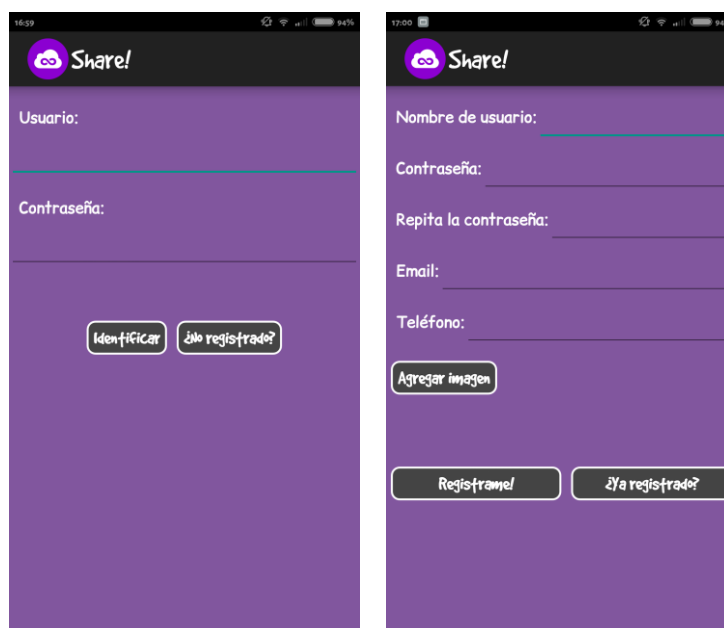 16:59
94%
Share!
Usuario:
Contraseña:
Identificar
¿No registrado?
17:00
94
Share!
Nombre de usuario:
Contraseña:
Repita la contraseña:
Email:
Teléfono:
Agregar imagen
Registrame!
¿Ya registrado?